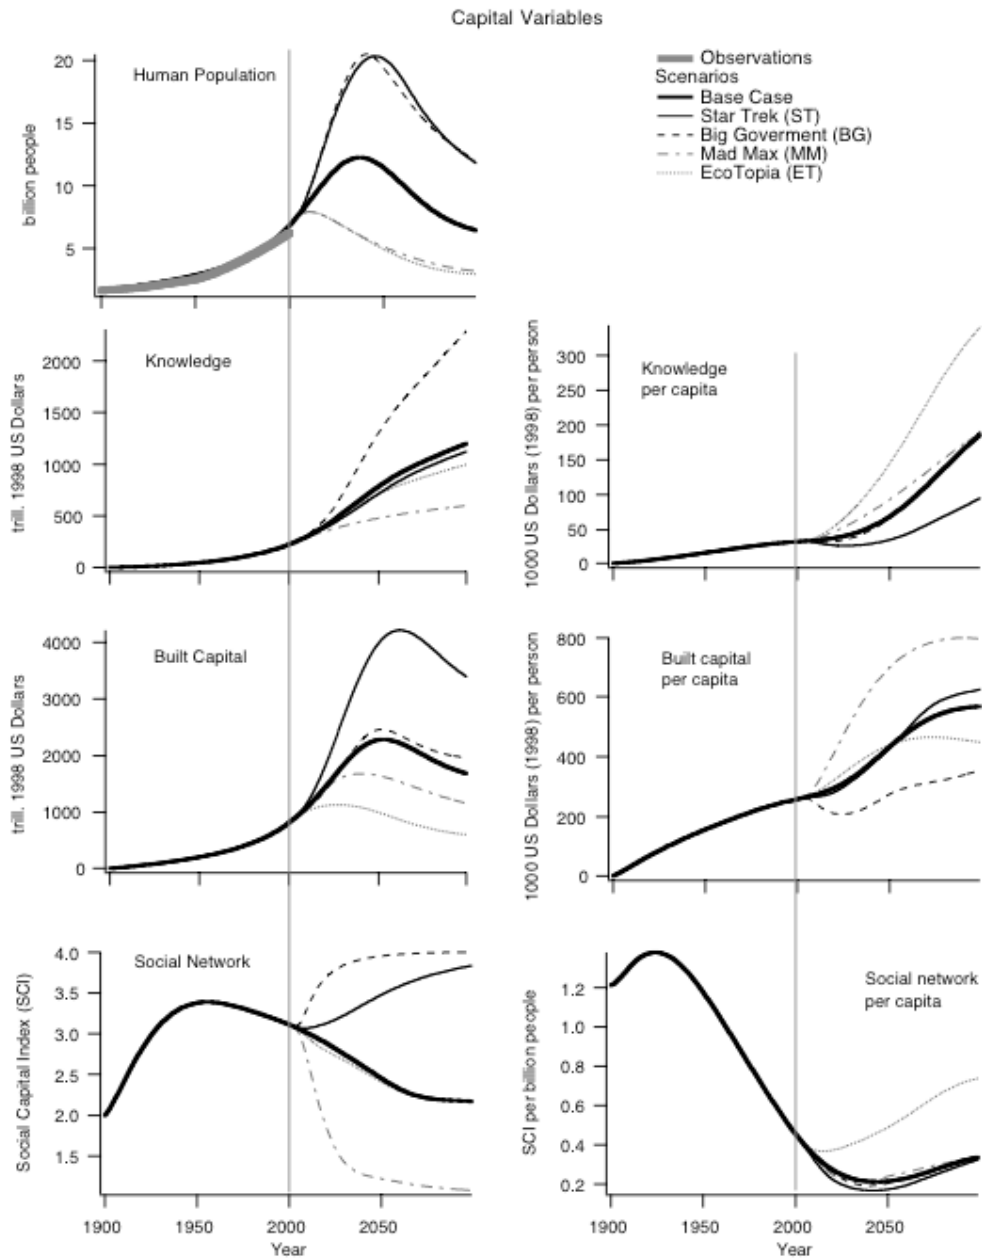 Capital Variables
Observations
Scenarios
Base Case
Star Trek (ST)
Big Goverment (BG)
Mad Max (MM)
EcoTopia (ET)
Human Population
billion people
20
15
10
5
Knowledge
trill. 1998 US Dollars
2000
1500
1000
500
0
Knowledge
per capita
1000 US Dollars (1998) per person
300
250
200
150
100
50
0
Built Capital
trill. 1998 US Dollars
4000
3000
2000
1000
0
Built capital
per capita
1000 US Dollars (1998) per person
800
600
400
200
0
Social Network
Social Capital Index (SCI)
4.0
3.5
3.0
2.5
2.0
1.5
1900 1950 2000 2050
Year
Social network
per capita
SCI per billion people
1.2
1.0
0.8
0.6
0.4
0.2
1900 1950 2000 2050
Year